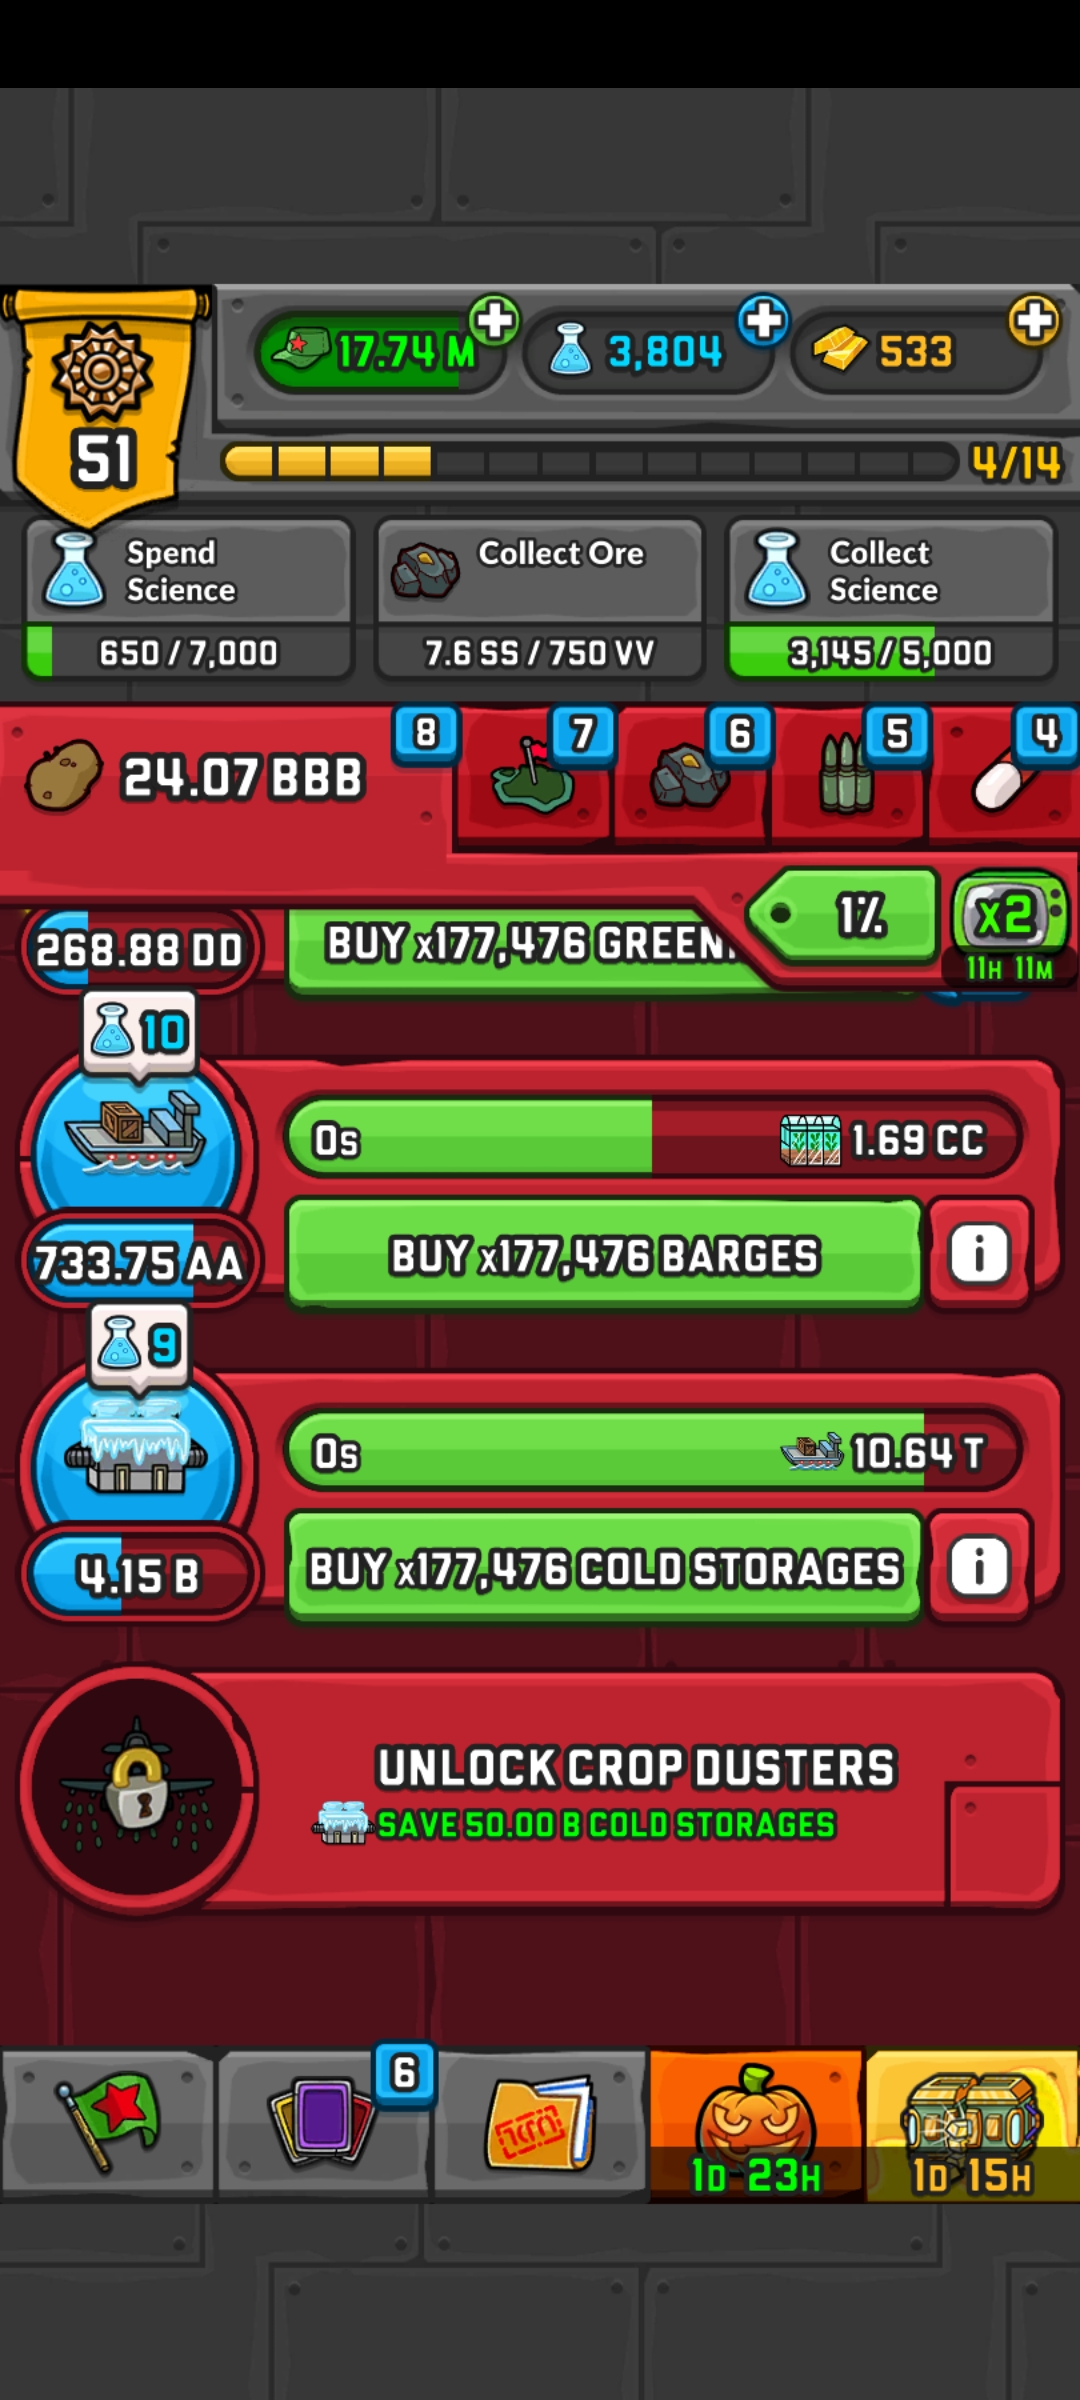 17.74 M
3,804
533
51
4/14
Spend
Science
Collect Ore
Collect
Science
650 / 7,000
7.6 SS / 750 VV
3,145 / 5,000
8
7
6
5
4
24.07 BBB
1%
x2
11H 11M
268.88 DD
BUY x177,476
10
0s
1.69 CC
733.75 AA
BUY x177,476 BARGES
i
9
0s
10.64 T
4.15 B
BUY x177,476 COLD STORAGES
i
UNLOCK CROP DUSTERS
SAVE 50.00 B COLD STORAGES
6
1D 23H
1D 15H